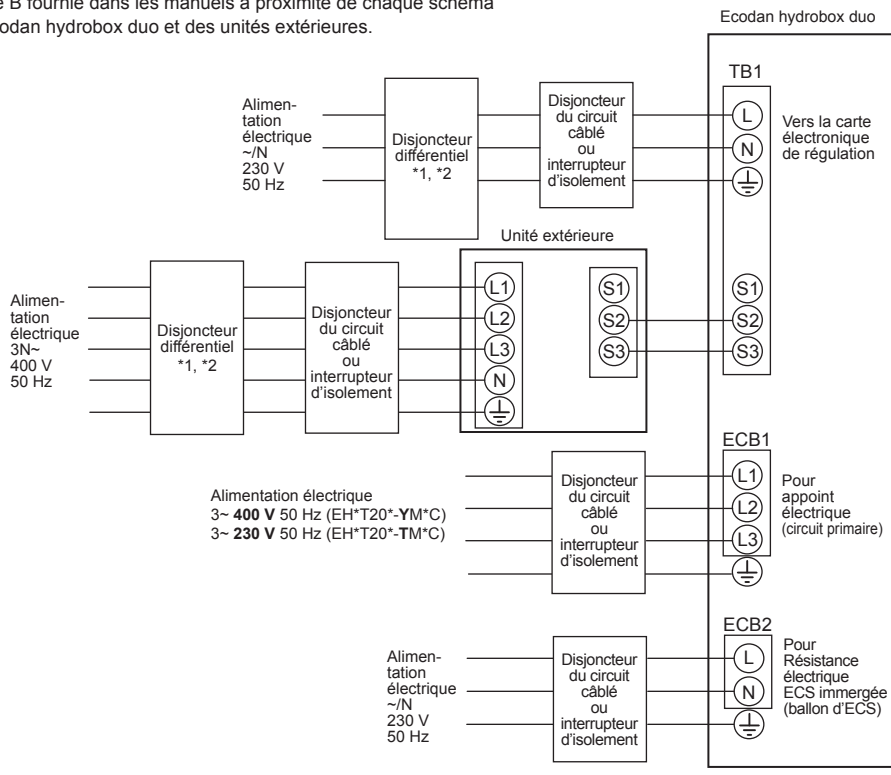 e B fournie dans les manuels à proximité de chaque schéma
odan hydrobox duo et des unités extérieures.
Ecodan hydrobox duo
TB1
Alimen-
tation
électrique
~/N
230 V
50 Hz
Disjoncteur
différentiel
*1, *2
Disjoncteur
du circuit
câblé
ou
interrupteur
d'isolement
L
N
Vers la carte
électronique
de régulation
Unité extérieure
Alimen-
tation
électrique
3N~
400 V
50 Hz
Disjoncteur
différentiel
*1, *2
Disjoncteur
du circuit
câblé
ou
interrupteur
d'isolement
L1
L2
L3
N
S1
S2
S3
S1
S2
S3
ECB1
Alimentation électrique
3~ 400 V 50 Hz (EH*T20*-YM*C)
3~ 230 V 50 Hz (EH*T20*-TM*C)
Disjoncteur
du circuit
câblé
ou
interrupteur
d'isolement
L1
L2
L3
Pour
appoint
électrique
(circuit primaire)
ECB2
Alimen-
tation
électrique
~/N
230 V
50 Hz
Disjoncteur
du circuit
câblé
ou
interrupteur
d'isolement
L
N
Pour
Résistance
électrique
ECS immergée
(ballon d'ECS)